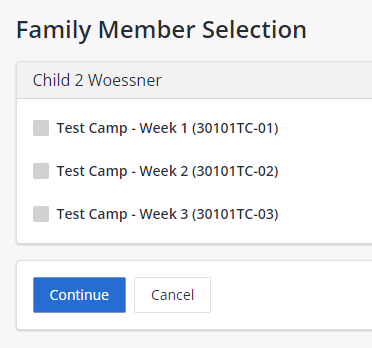 Family Member Selection
Child 2 Woessner
Test Camp - Week 1 (30101TC-01)
Test Camp - Week 2 (30101TC-02)
Test Camp - Week 3 (30101TC-03)
Continue Cancel